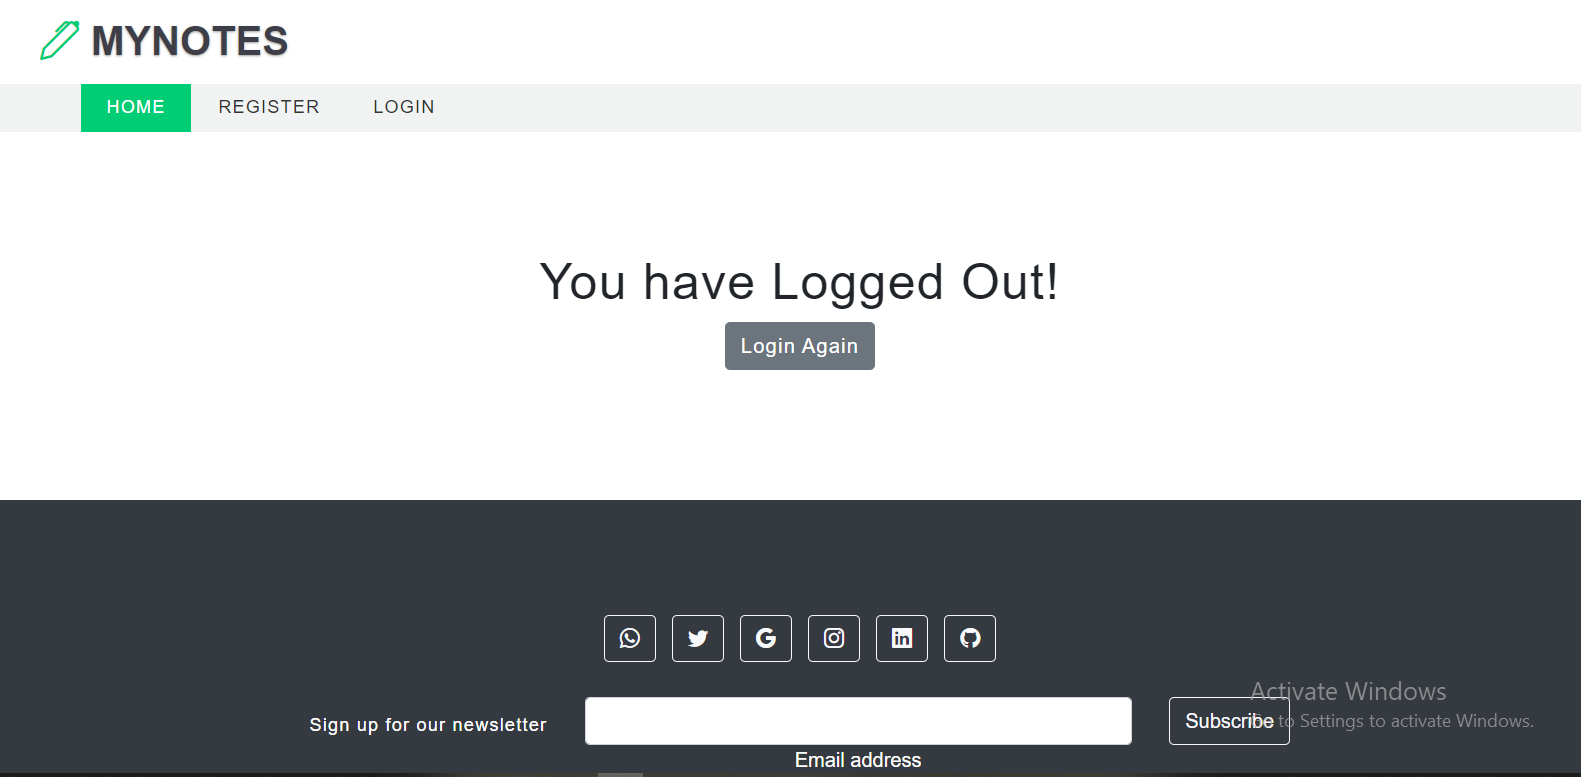 MYNOTES
HOME REGISTER LOGIN
You have Logged Out!
Login Again
Activate Windows
Sign up for our newsletter Subscribe
Go to Settings to activate Windows.
Email address